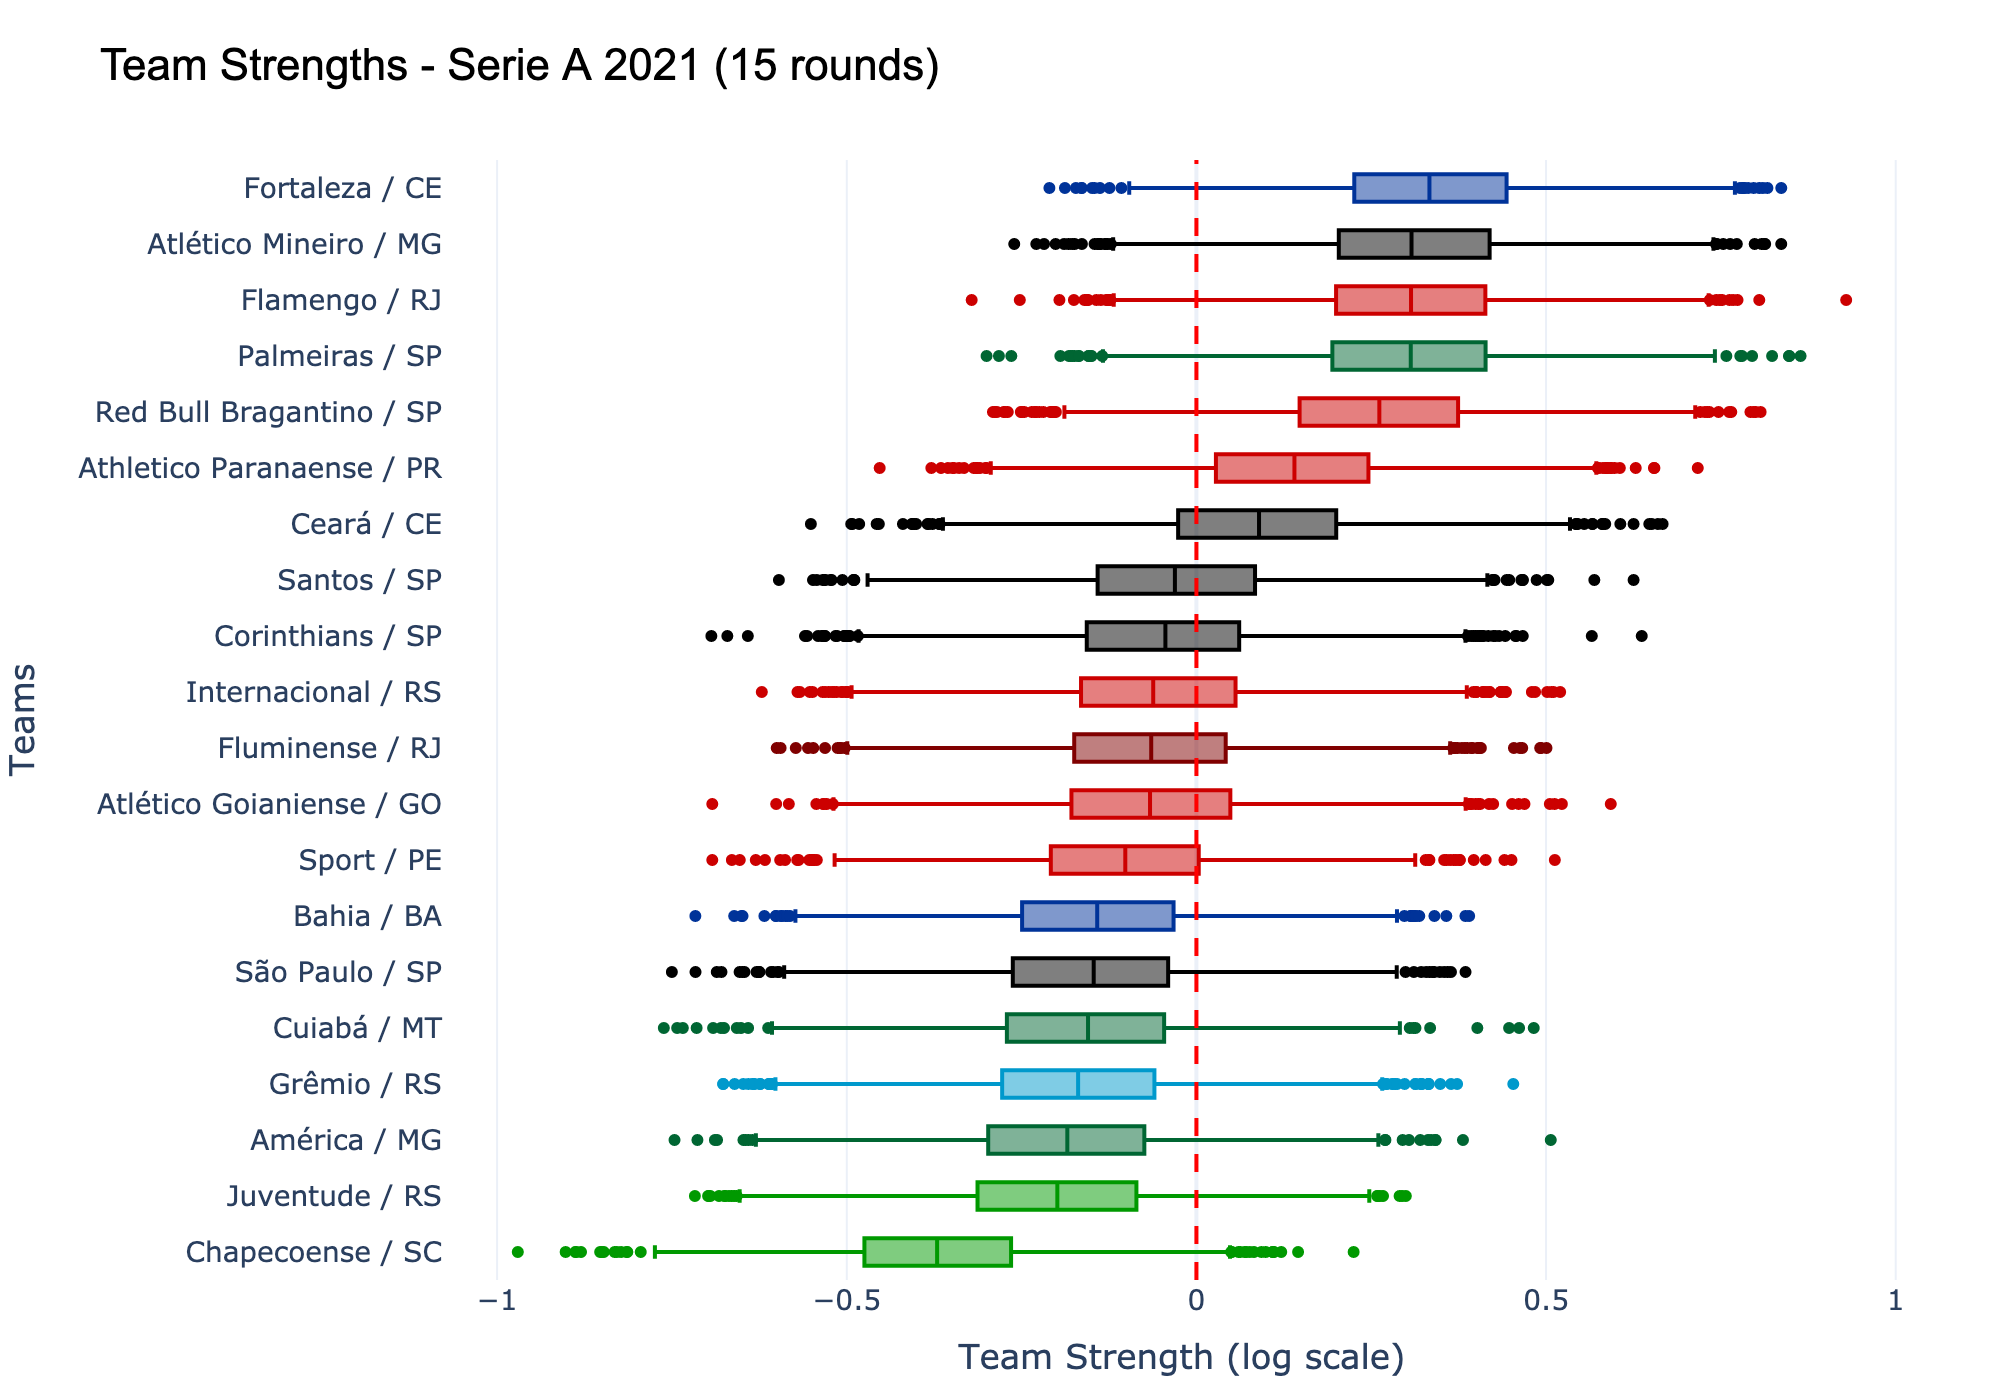 Team Strengths - Serie A 2021 (15 rounds)
Fortaleza / CE
Atlético Mineiro / MG
Flamengo / RJ
Palmeiras / SP
Red Bull Bragantino / SP
Athletico Paranaense / PR
Ceará / CE
Santos / SP
Corinthians / SP
Internacional / RS
Fluminense / RJ
Atlético Goianiense / GO
Sport / PE
Bahia / BA
São Paulo / SP
Cuiabá / MT
Grêmio / RS
América / MG
Juventude / RS
Chapecoense / SC
Teams
−1 −0.5 0 0.5 1
Team Strength (log scale)